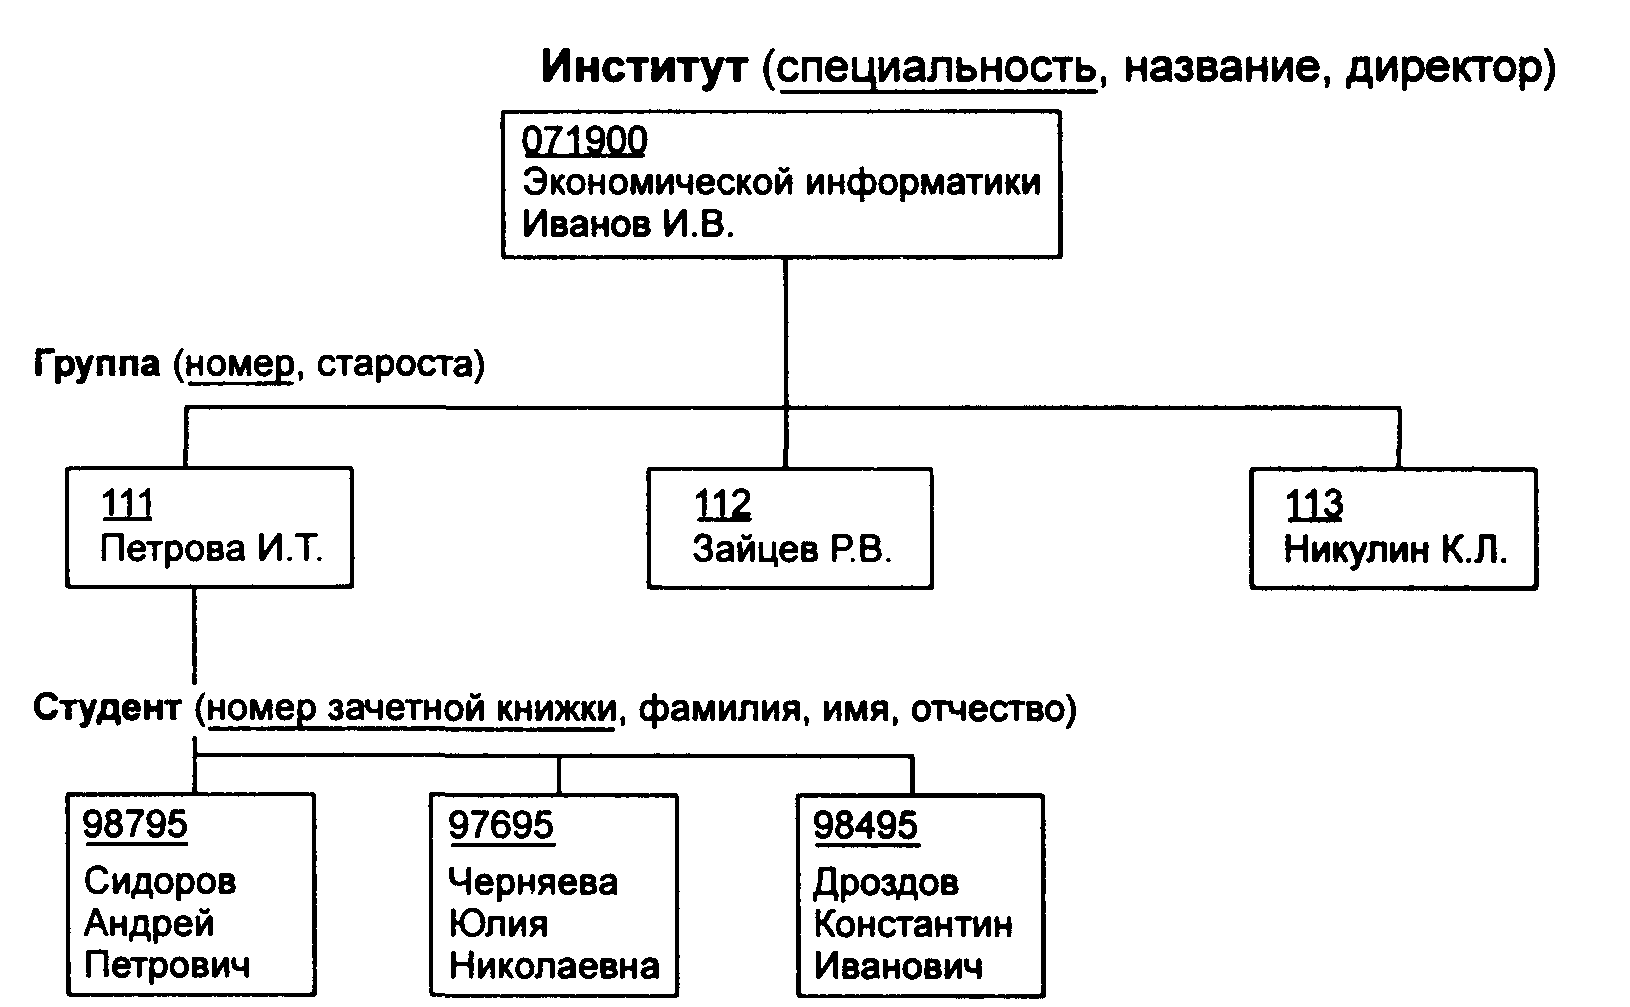 Институт (специальность, название, директор)
071900
Экономической информатики
Иванов И.В.
Группа (номер, староста)
111
Петрова И.Т.
112
Зайцев Р.В.
113
Никулин К.Л.
Студент (номер зачетной книжки, фамилия, имя, отчество)
98795
Сидоров
Андрей
Петрович
97695
Черняева
Юлия
Николаевна
98495
Дроздов
Константин
Иванович